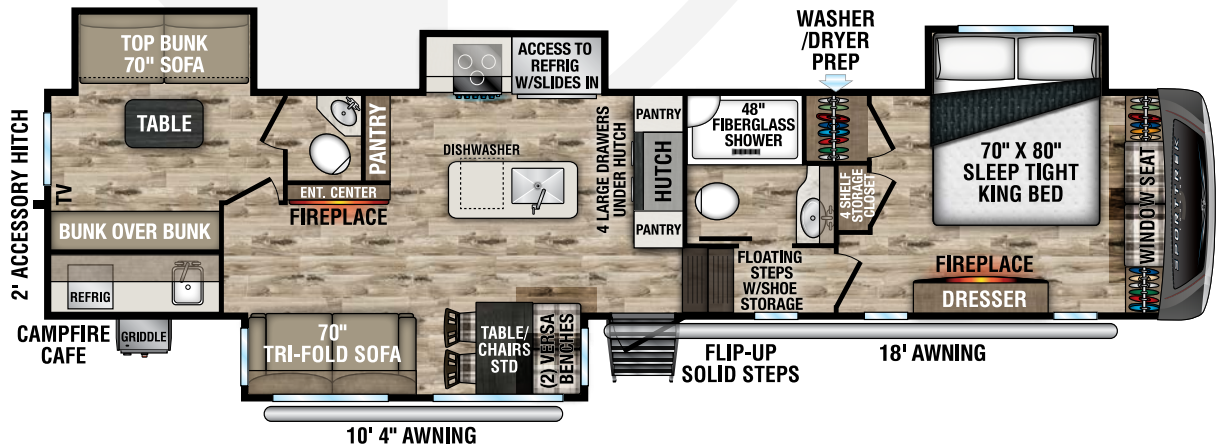 TOP BUNK
70" SOFA
TABLE
TV
BUNK OVER BUNK
REFRIG
2' ACCESSORY HITCH
CAMPFIRE
CAFE
GRIDDLE
PANTRY
ENT. CENTER
FIREPLACE
ACCESS TO
REFRIG
W/SLIDES IN
DISHWASHER
4 LARGE DRAWERS
UNDER HUTCH
PANTRY
HUTCH
PANTRY
70"
TRI-FOLD SOFA
TABLE/
CHAIRS
STD
(2) VERSA
BENCHES
10' 4" AWNING
WASHER
/DRYER
PREP
48"
FIBERGLASS
SHOWER
4 SHELF
STORAGE
CLOSET
FLOATING
STEPS
W/SHOE
STORAGE
FLIP-UP
SOLID STEPS
70" X 80"
SLEEP TIGHT
KING BED
WINDOW SEAT
FIREPLACE
DRESSER
18' AWNING
SPORTTREK